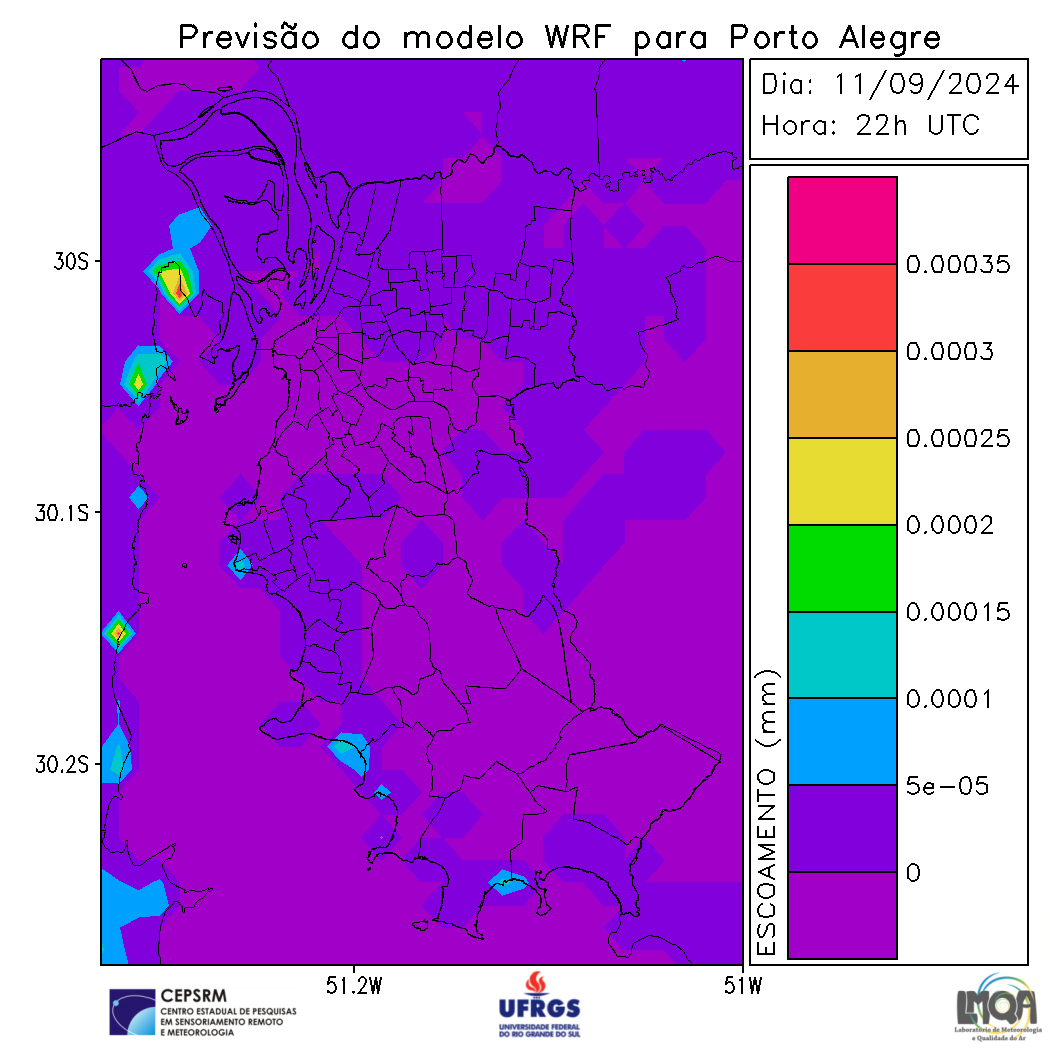 Previsão do modelo WRF para Porto Alegre
Dia: 11/09/2024
Hora: 22h UTC
30S
30.1S
30.2S
51.2W
51W
ESCOAMENTO (mm)
0.00035
0.0003
0.00025
0.0002
0.00015
0.0001
5e-05
0
CEPSRM
CENTRO ESTADUAL DE PESQUISAS
EM SENSORIAMENTO REMOTO
E METEOROLOGIA
UFRGS
UNIVERSIDADE FEDERAL
DO RIO GRANDE DO SUL
LMQA
Laboratório de Meteorologia
e Qualidade do Ar